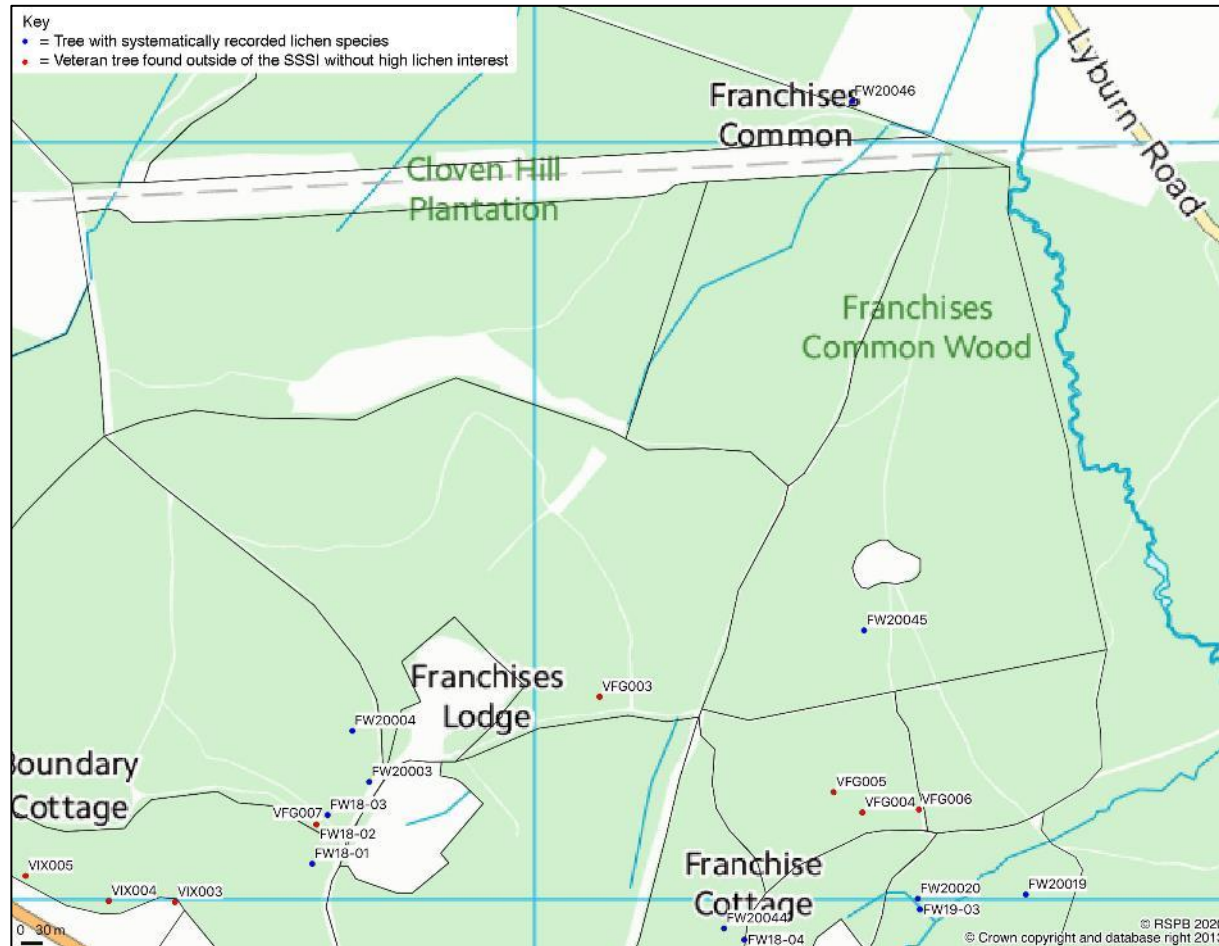 Key
= Tree with systematically recorded lichen species
= Veteran tree found outside of the SSSI without high lichen interest
Lyburn Road
FW20046
Franchises
Common
Cloven Hill
Plantation
Franchises
Common Wood
FW20045
Franchises
Lodge
VFG003
FW20004
Boundary
Cottage
FW20003
VFG005
VFG004
VFG006
VFG007
FW18-03
FW18-02
FW18-01
VIX005
VIX004
VIX003
Franchise
Cottage
FW20020
FW20019
FW19-03
FW20044
FW18-04
0 30 m
© RSPB 2020
© Crown copyright and database right 2013